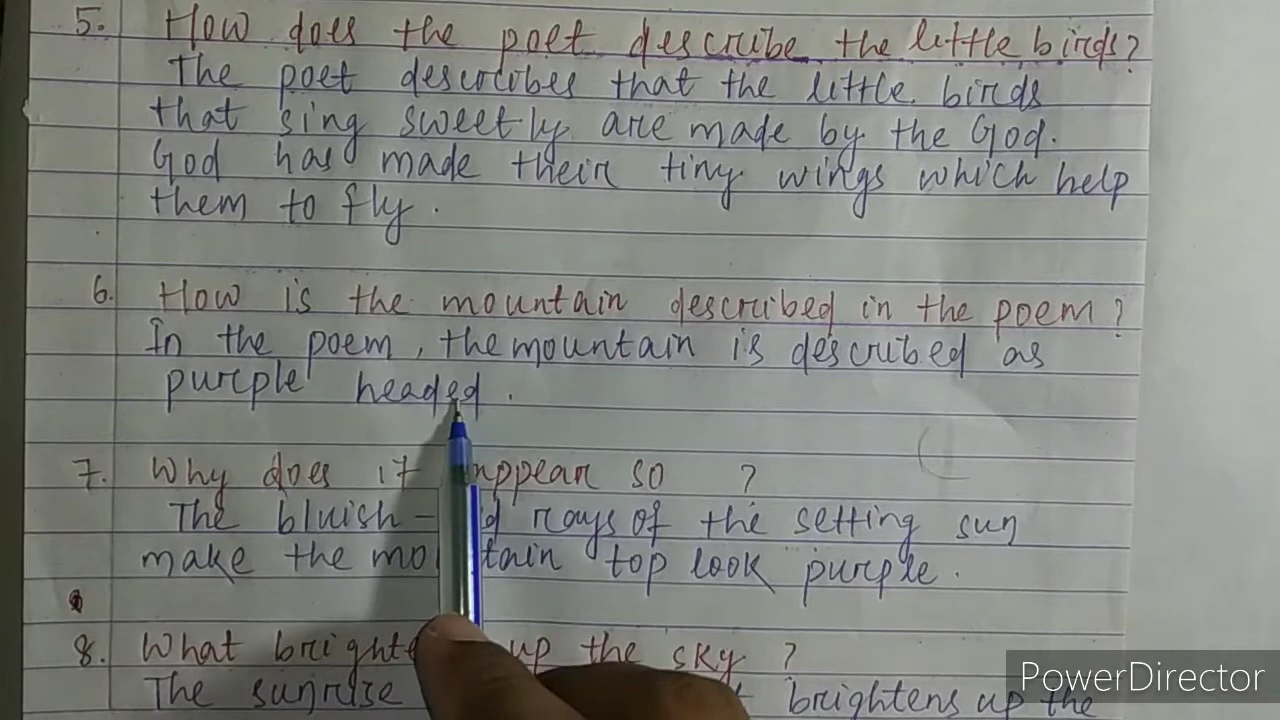 5. How does the poet describe the little birds?
The poet describes that the little birds
that sing sweetly are made by the God.
God has made their tiny wings which help
them to fly.
6. How is the mountain described in the poem?
In the poem, the mountain is described as
purple headed.
7. Why does it appear so ?
The bluish- rays of the setting sun
make the top look purple.
8. What up the sky ?
The sunrise brightens up the
PowerDirector